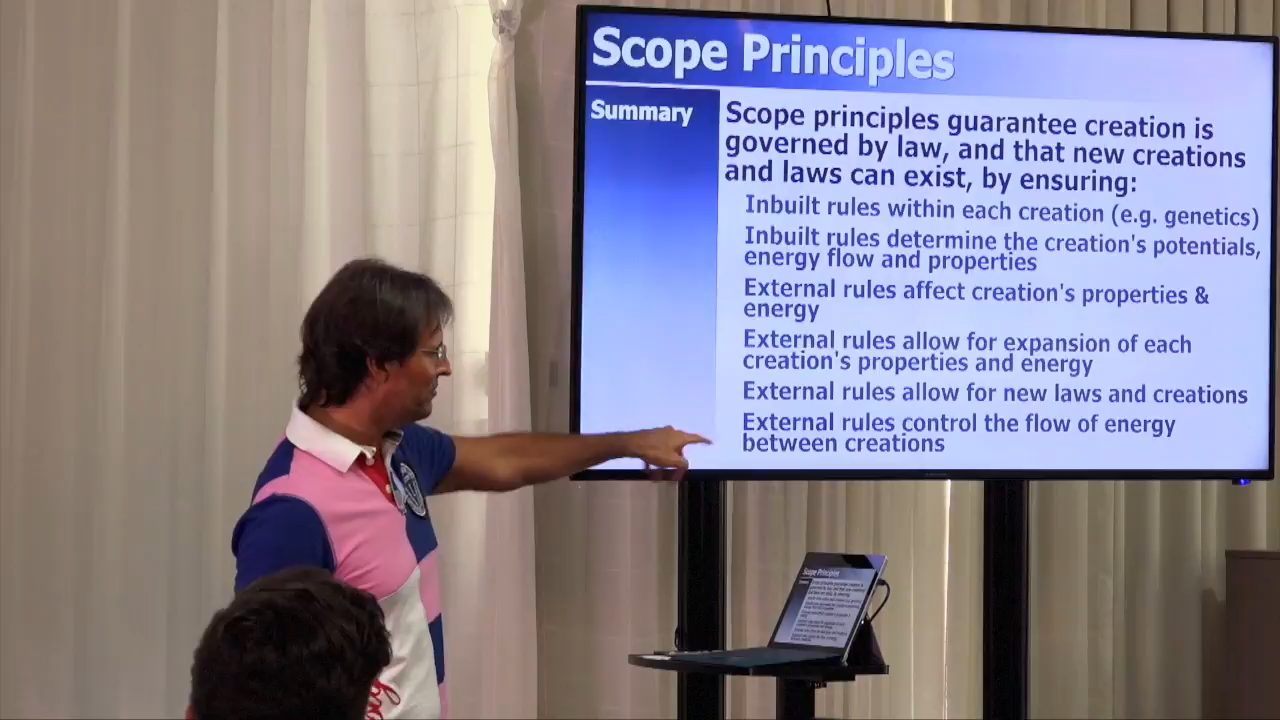 Scope Principles
Summary
Scope principles guarantee creation is
governed by law, and that new creations
and laws can exist, by ensuring:
Inbuilt rules within each creation (e.g. genetics)
Inbuilt rules determine the creation's potentials,
energy flow and properties
External rules affect creation's properties &
energy
External rules allow for expansion of each
creation's properties and energy
External rules allow for new laws and creations
External rules control the flow of energy
between creations
Scope Principles